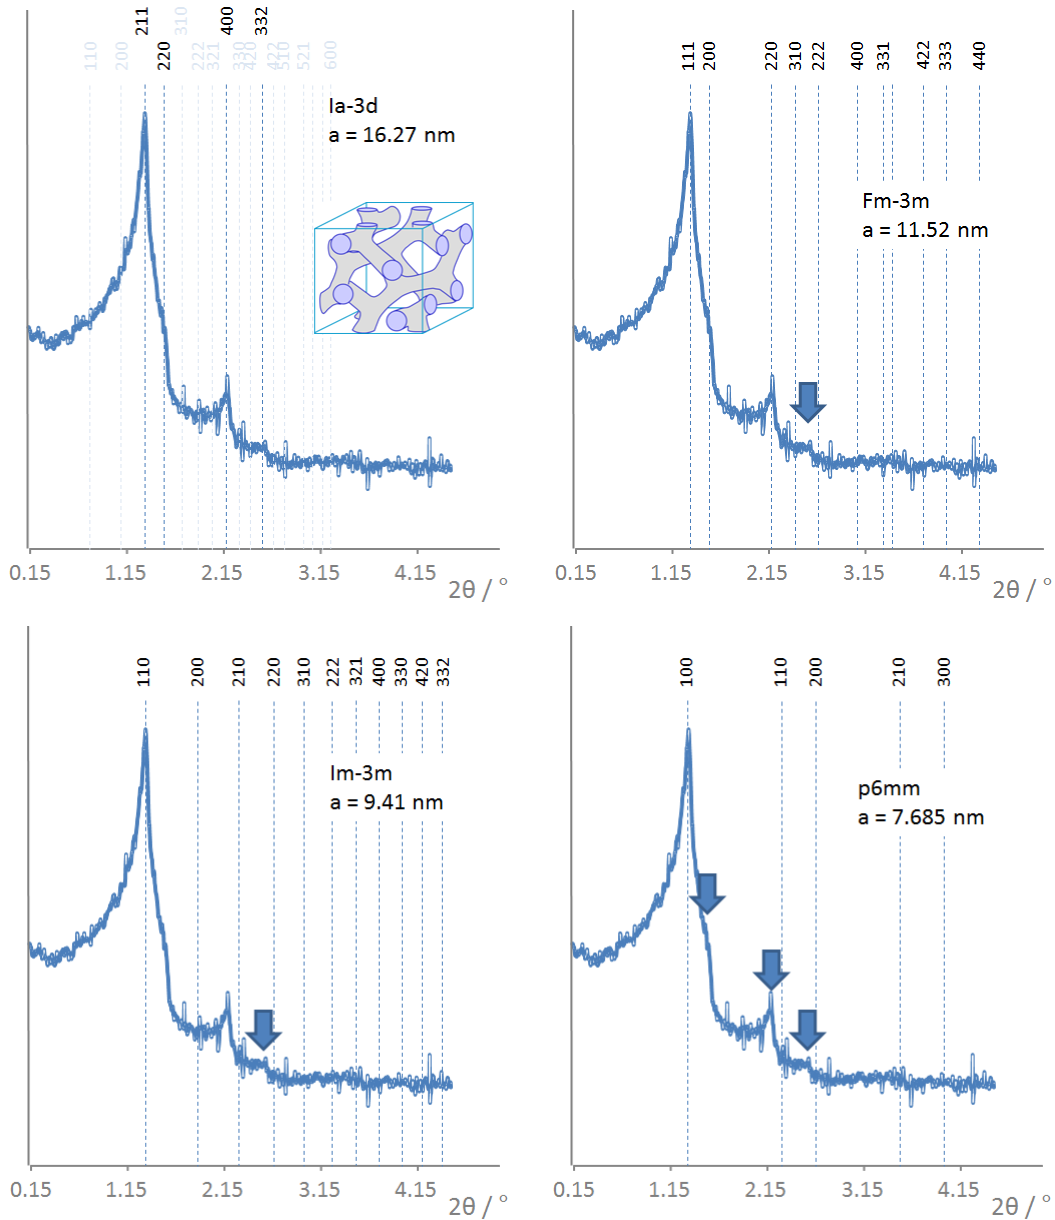 110 200 211 220 310 222 321 400 330 420 332 422 510 521 600
Ia-3d
a = 16.27 nm
0.15 1.15 2.15 3.15 4.15
2θ / °
111 200 220 310 222 400 331 422 333 440
Fm-3m
a = 11.52 nm
0.15 1.15 2.15 3.15 4.15
2θ / °
110 200 210 220 310 222 321 400 330 420 332
Im-3m
a = 9.41 nm
0.15 1.15 2.15 3.15 4.15
2θ / °
100 110 200 210 300
p6mm
a = 7.685 nm
0.15 1.15 2.15 3.15 4.15
2θ / °